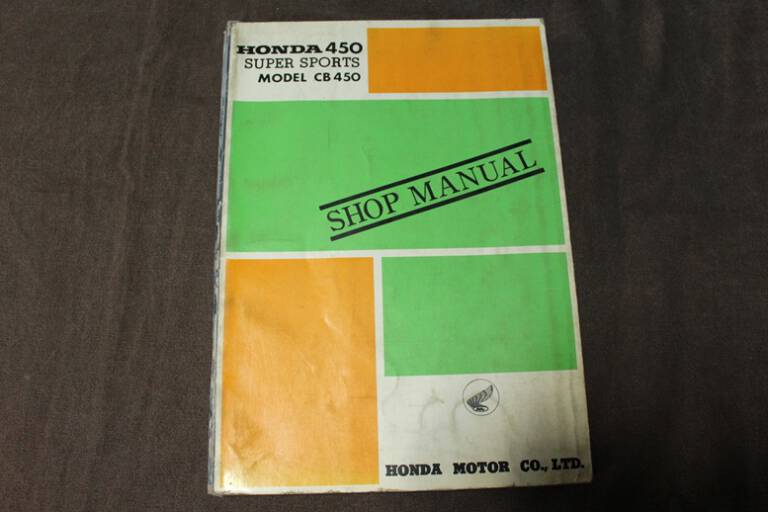 HONDA 450
SUPER SPORTS
MODEL CB 450
SHOP MANUAL
HONDA MOTOR CO., LTD.